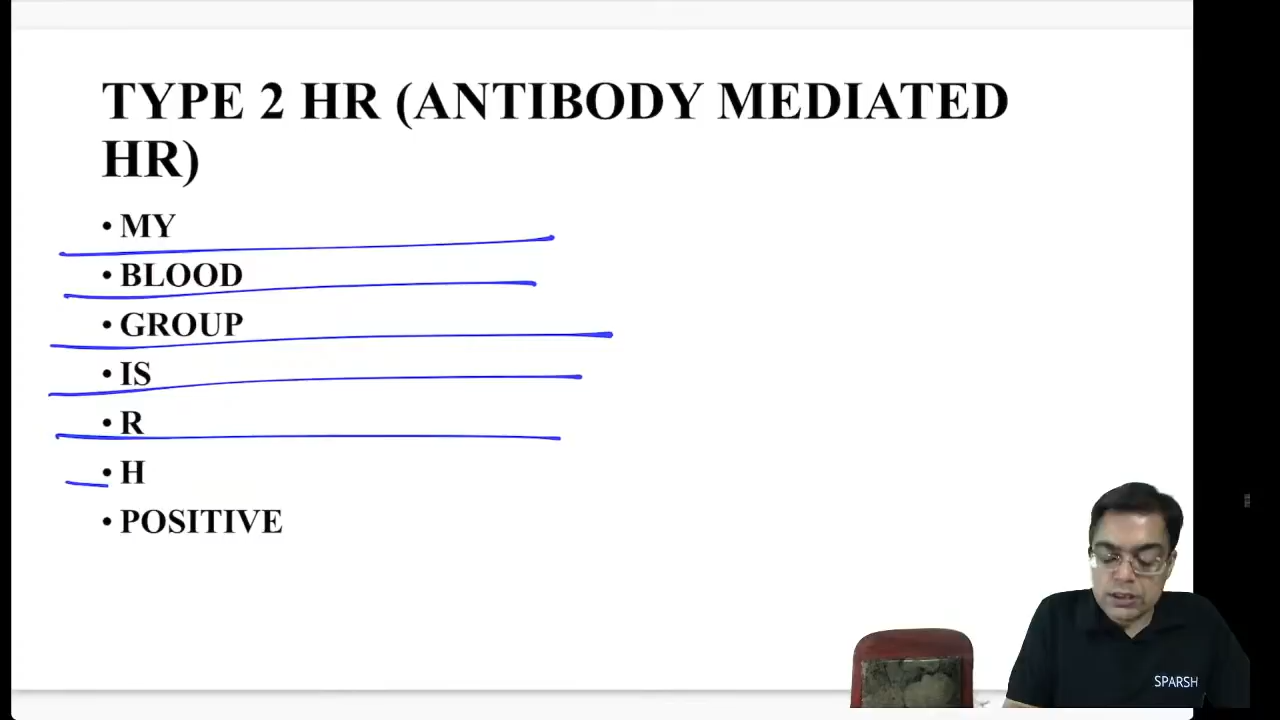 TYPE 2 HR (ANTIBODY MEDIATED
HR)
• MY
• BLOOD
• GROUP
• IS
• R
• H
• POSITIVE
SPARSH